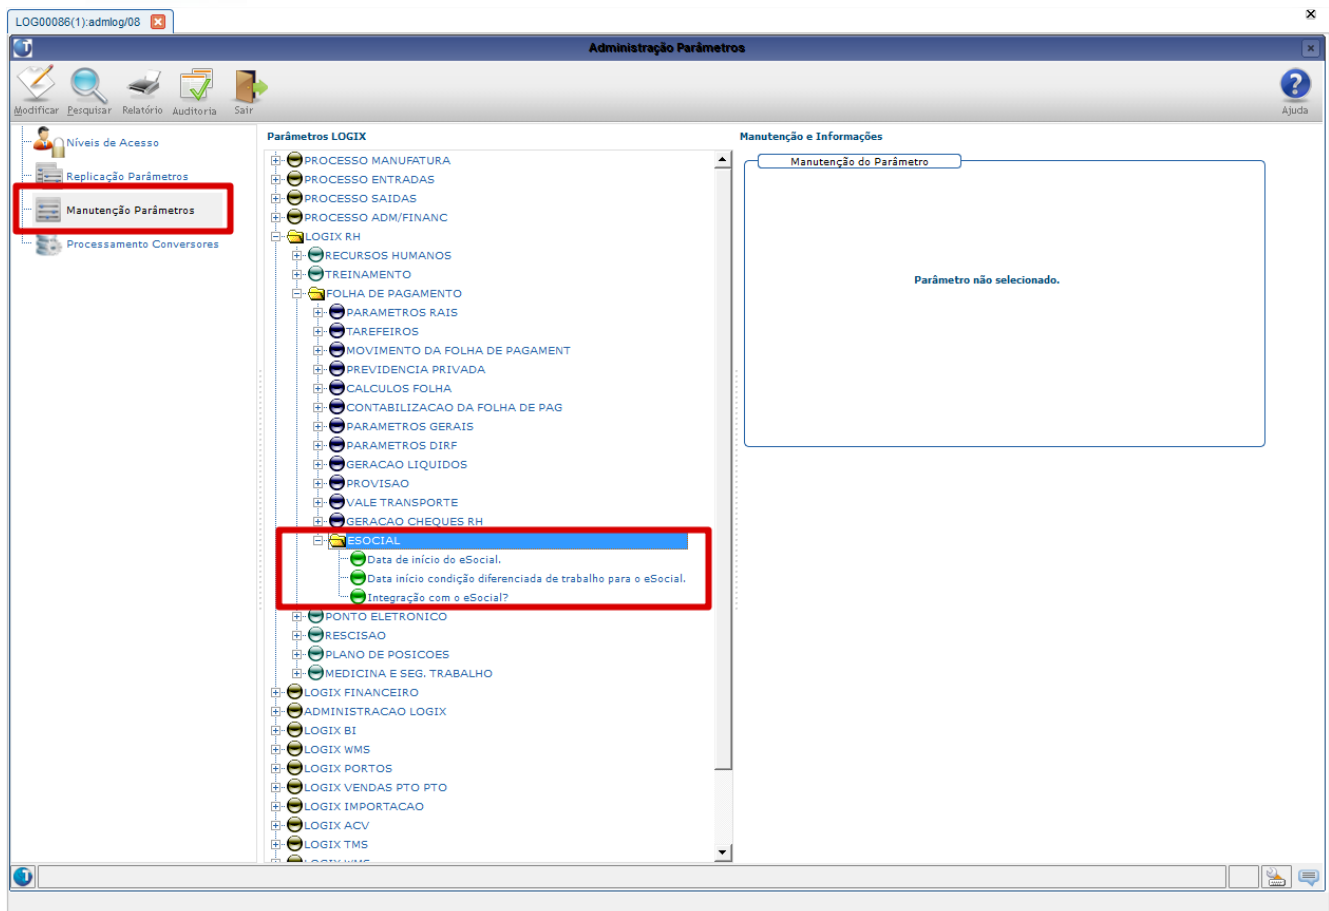 LOG00086(1):admlog/08
Administração Parâmetros
Modificar
Pesquisar
Relatório
Auditoria
Sair
Ajuda
Níveis de Acesso
Replicação Parâmetros
Manutenção Parâmetros
Processamento Conversores
Parâmetros LOGIX
PROCESSO MANUFATURA
PROCESSO ENTRADAS
PROCESSO SAIDAS
PROCESSO ADM/FINANC
LOGIX RH
RECURSOS HUMANOS
TREINAMENTO
FOLHA DE PAGAMENTO
PARAMETROS RAIS
TAREFEIROS
MOVIMENTO DA FOLHA DE PAGAMENT
PREVIDENCIA PRIVADA
CALCULOS FOLHA
CONTABILIZACAO DA FOLHA DE PAG
PARAMETROS GERAIS
PARAMETROS DIRF
GERACAO LIQUIDOS
PROVISAO
VALE TRANSPORTE
GERACAO CHEQUES RH
ESOCIAL
Data de início do eSocial.
Data início condição diferenciada de trabalho para o eSocial.
Integração com o eSocial?
PONTO ELETRONICO
RESCISAO
PLANO DE POSICOES
MEDICINA E SEG. TRABALHO
LOGIX FINANCEIRO
ADMINISTRACAO LOGIX
LOGIX BI
LOGIX WMS
LOGIX PORTOS
LOGIX VENDAS PTO PTO
LOGIX IMPORTACAO
LOGIX ACV
LOGIX TMS
LOGIX WMS
Manutenção e Informações
Manutenção do Parâmetro
Parâmetro não selecionado.